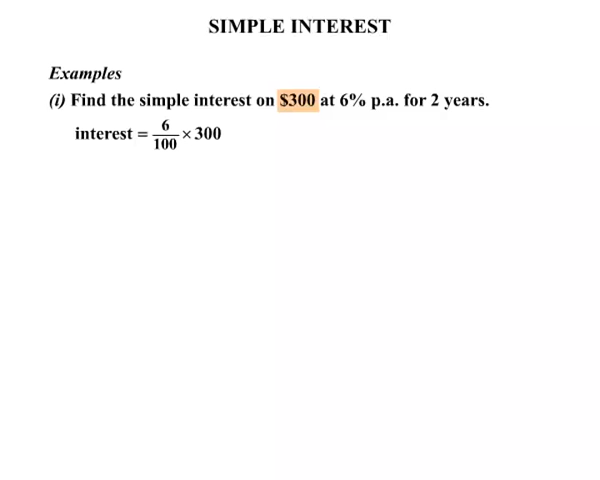 SIMPLE INTEREST
Examples
(i) Find the simple interest on $300 at 6% p.a. for 2 years.
interest = 6/100 × 300